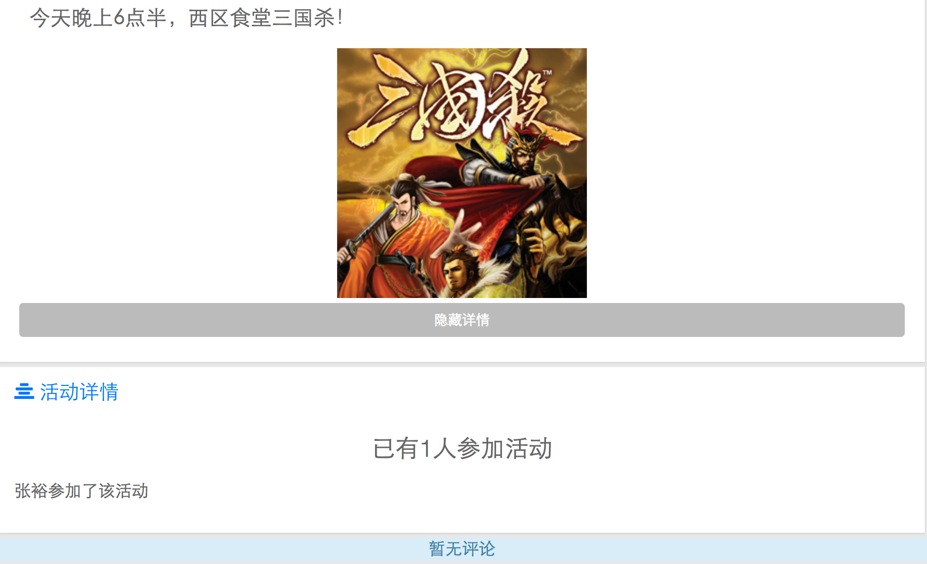 今天晚上6点半，西区食堂三国杀！
三國殺™
隐藏详情
活动详情
已有1人参加活动
张裕参加了该活动
暂无评论